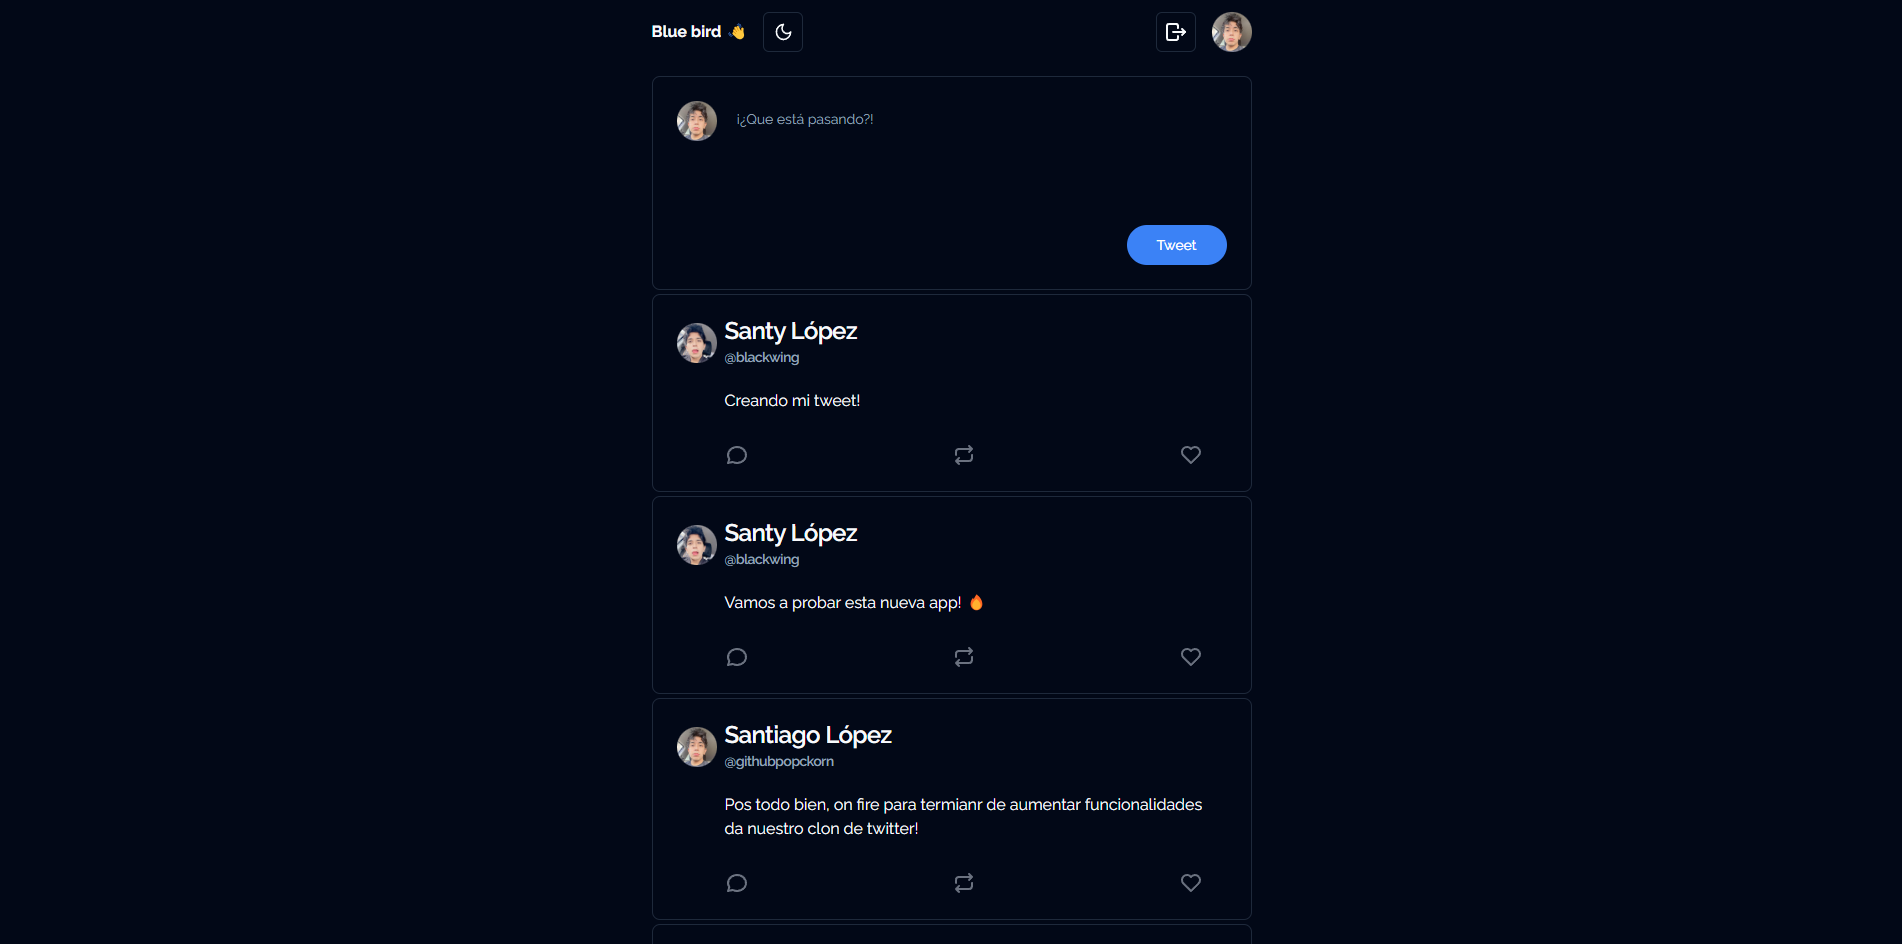 Blue bird 👋
¡¿Que está pasando?!
Tweet
Santy López
@blackwing
Creando mi tweet!
Santy López
@blackwing
Vamos a probar esta nueva app! 🔥
Santiago López
@githubpopckorn
Pos todo bien, on fire para termianr de aumentar funcionalidades
da nuestro clon de twitter!